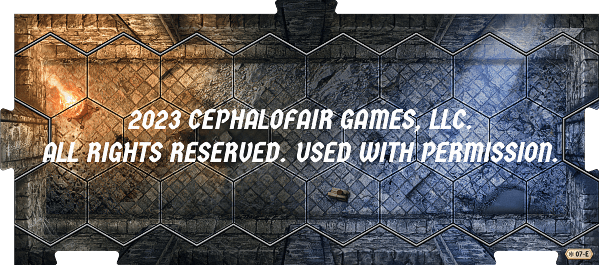 2023 CEPHALOFAIR GAMES, LLC.
ALL RIGHTS RESERVED. USED WITH PERMISSION.
07-E